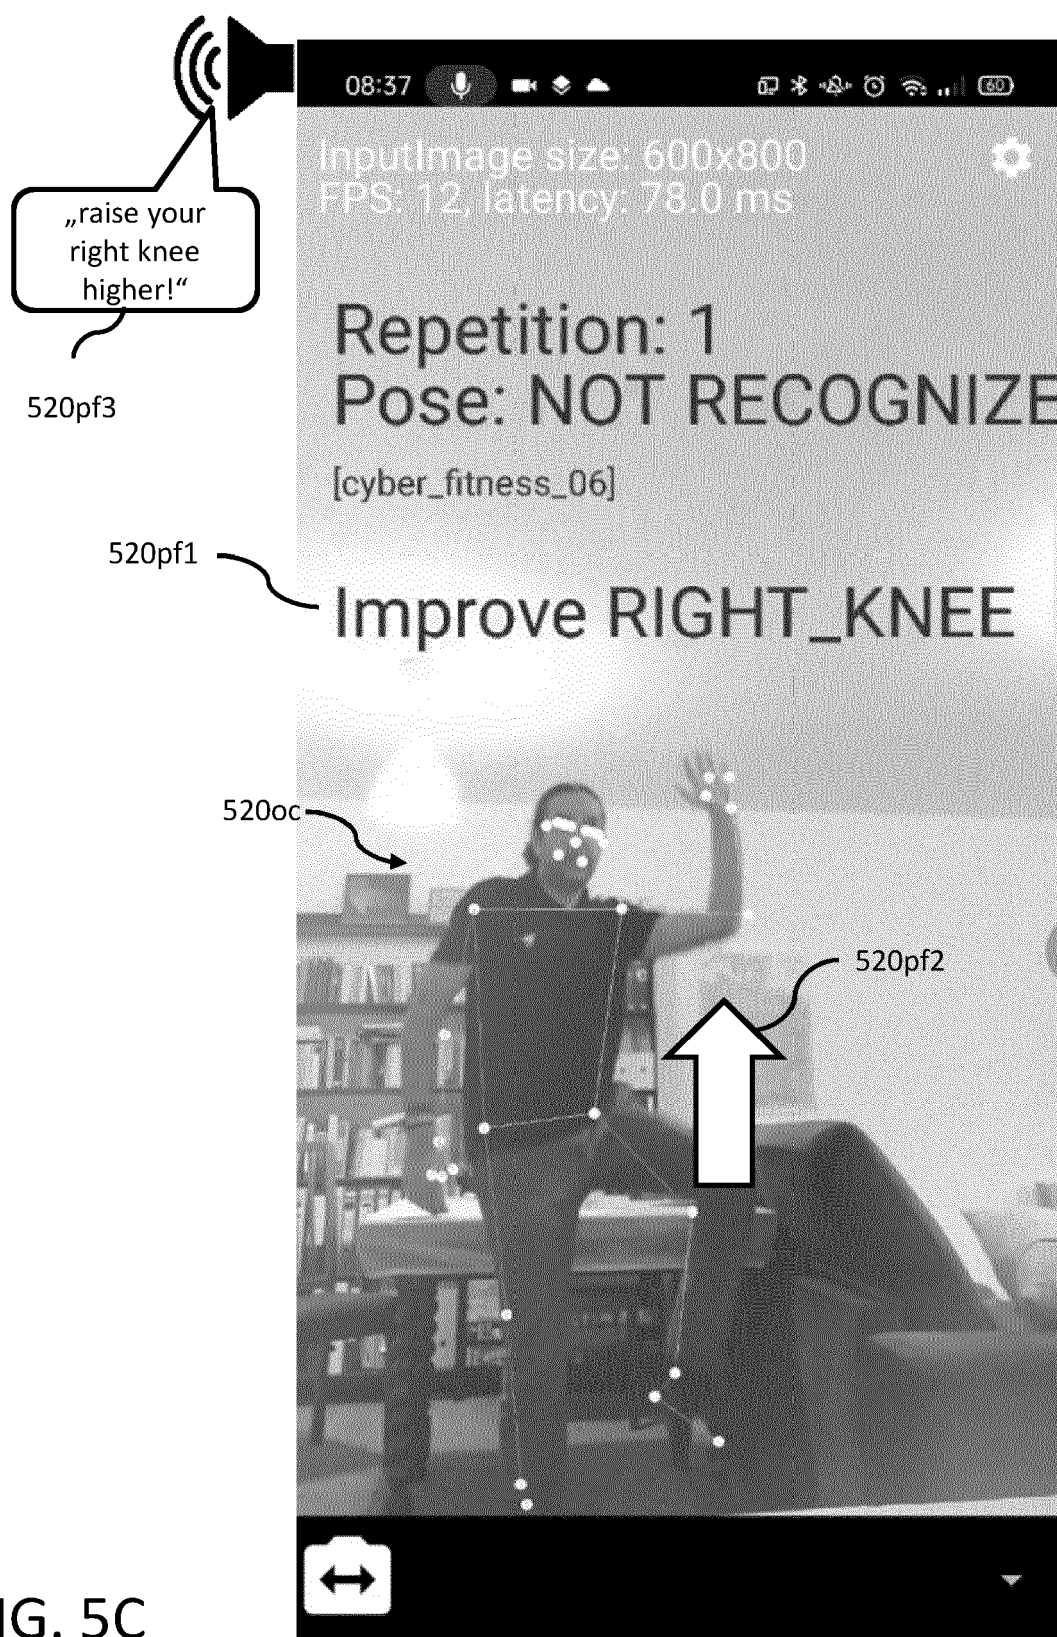 08:37
60
InputImage size: 600x800
FPS: 12, latency: 78.0 ms
„raise your
right knee
higher!“
Repetition: 1
Pose: NOT RECOGNIZE
520pf3
[cyber_fitness_06]
520pf1
Improve RIGHT_KNEE
520oc
520pf2
IG. 5C